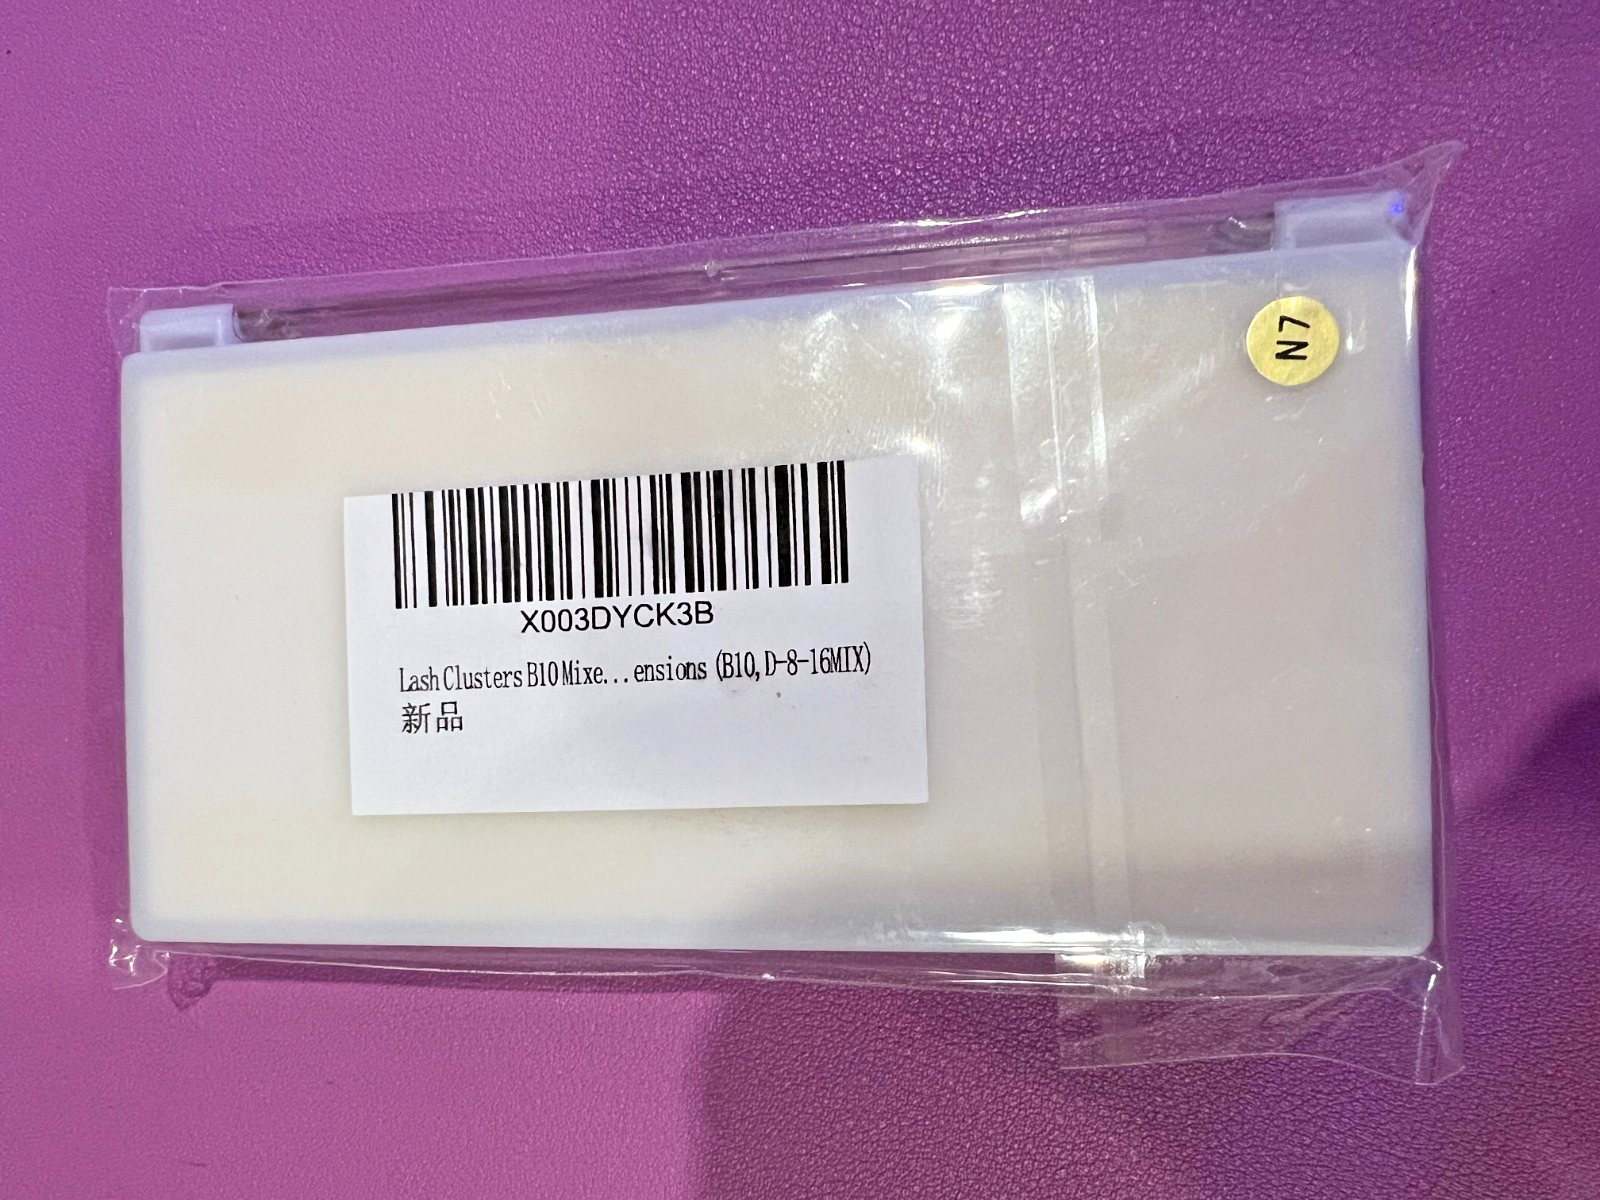 N7
X003DYCK3B
Lash Clusters B10 Mixe...ensions (B10, D-8-16MIX)
新品